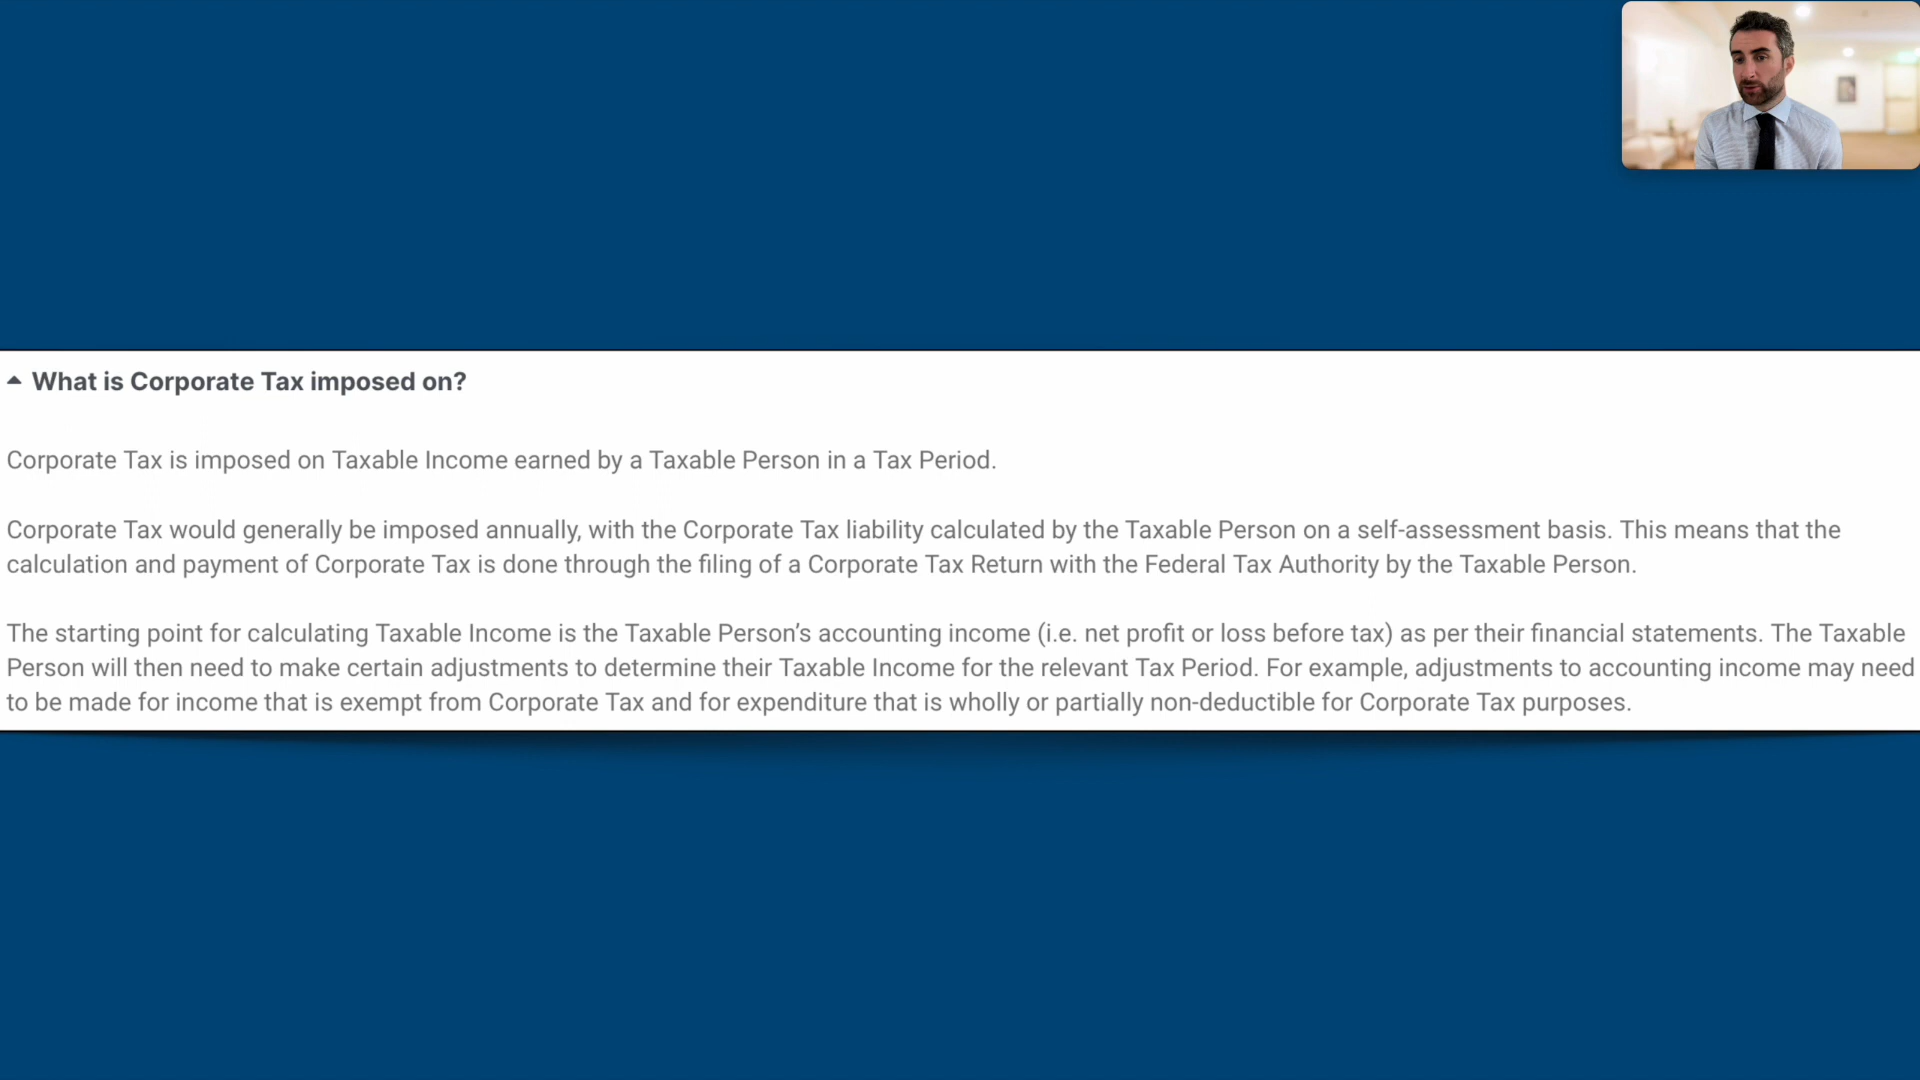 What is Corporate Tax imposed on?
Corporate Tax is imposed on Taxable Income earned by a Taxable Person in a Tax Period.
Corporate Tax would generally be imposed annually, with the Corporate Tax liability calculated by the Taxable Person on a self-assessment basis. This means that the
calculation and payment of Corporate Tax is done through the filing of a Corporate Tax Return with the Federal Tax Authority by the Taxable Person.
The starting point for calculating Taxable Income is the Taxable Person’s accounting income (i.e. net profit or loss before tax) as per their financial statements. The Taxable
Person will then need to make certain adjustments to determine their Taxable Income for the relevant Tax Period. For example, adjustments to accounting income may need
to be made for income that is exempt from Corporate Tax and for expenditure that is wholly or partially non-deductible for Corporate Tax purposes.